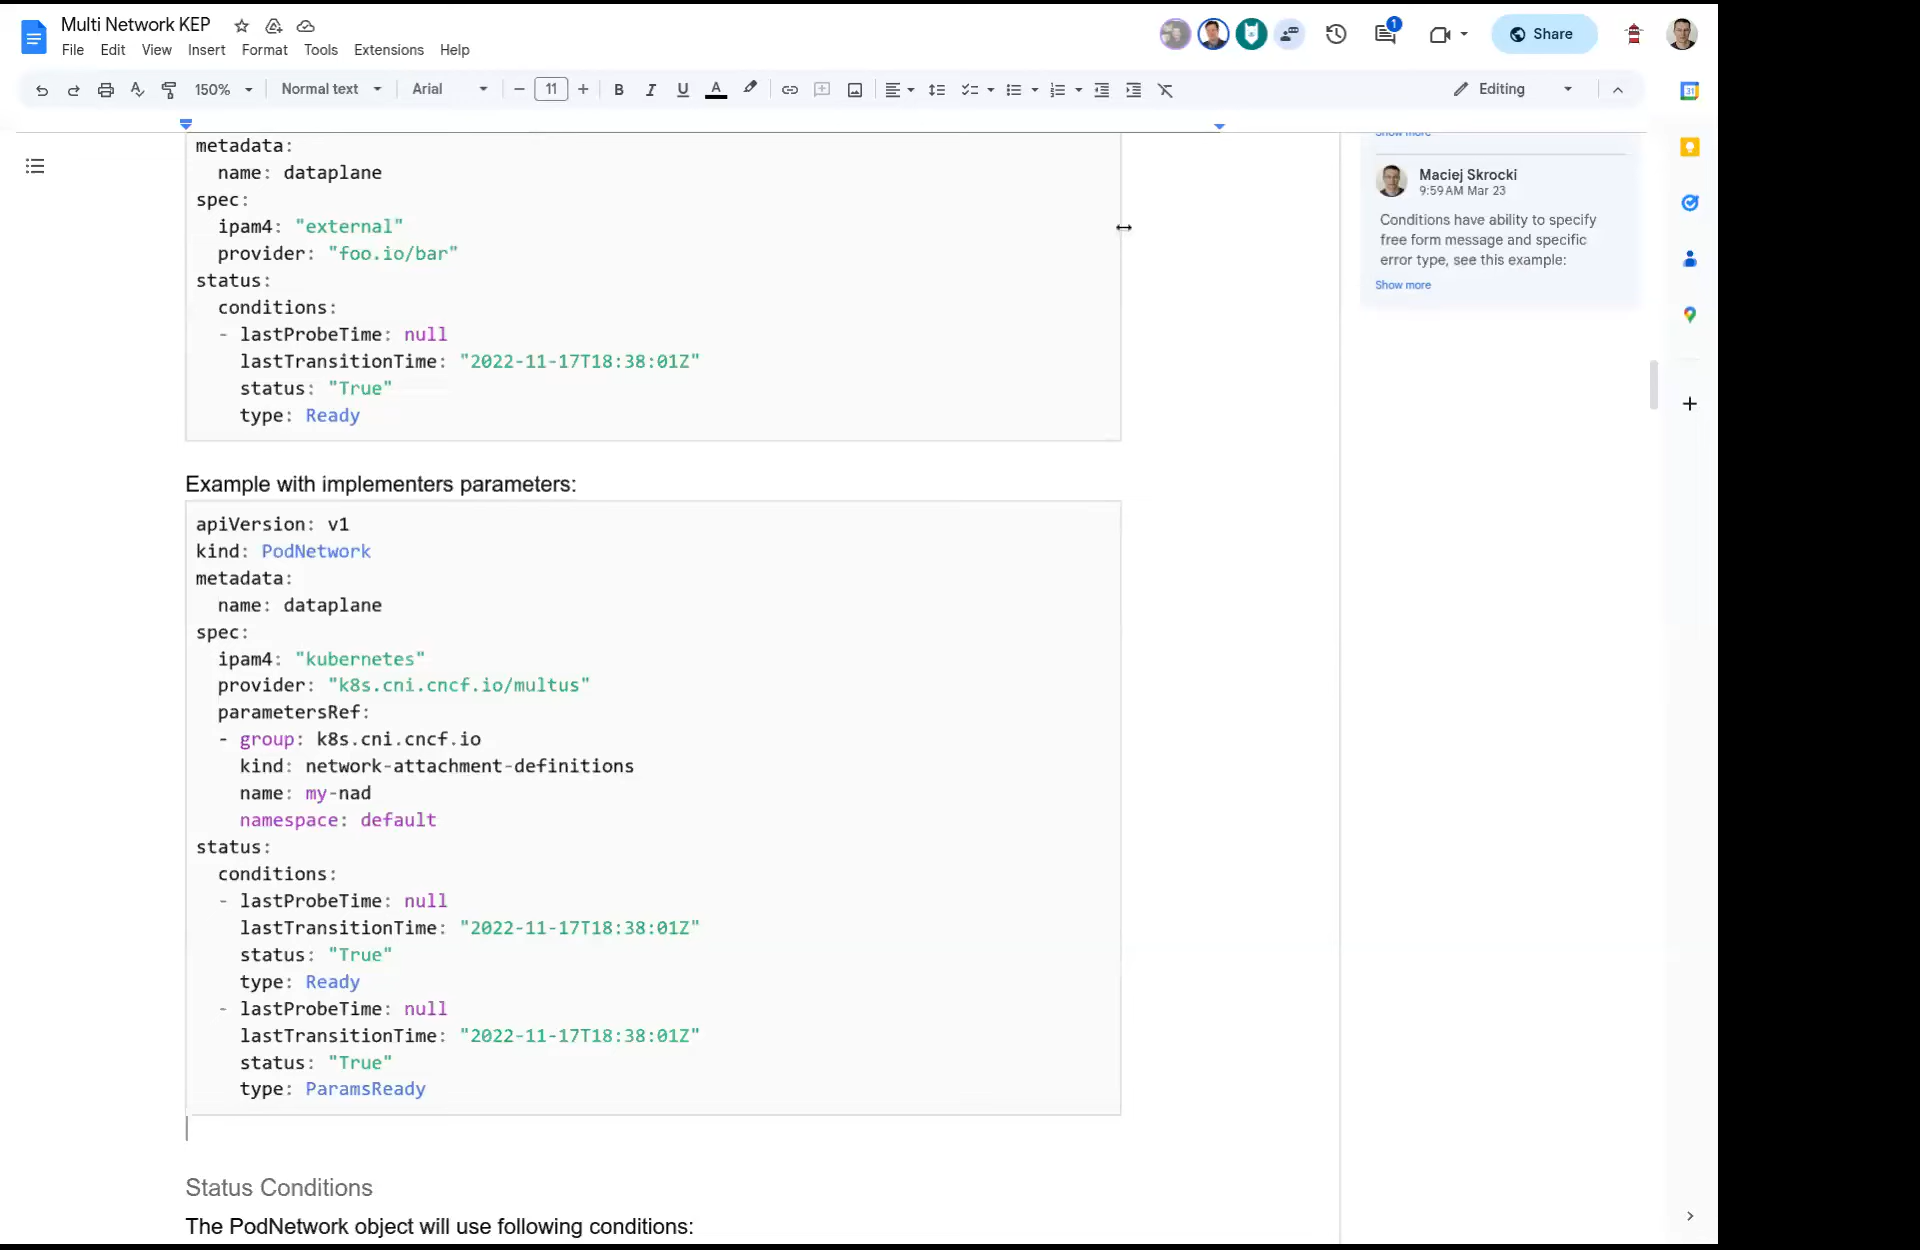 Multi Network KEP
File Edit View Insert Format Tools Extensions Help
1
Share
150% Normal text Arial 11 B I U A Editing
31
metadata:
name: dataplane
spec:
ipam4: "external"
provider: "foo.io/bar"
status:
conditions:
- lastProbeTime: null
lastTransitionTime: "2022-11-17T18:38:01Z"
status: "True"
type: Ready
Example with implementers parameters:
apiVersion: v1
kind: PodNetwork
metadata:
name: dataplane
spec:
ipam4: "kubernetes"
provider: "k8s.cni.cncf.io/multus"
parametersRef:
- group: k8s.cni.cncf.io
kind: network-attachment-definitions
name: my-nad
namespace: default
status:
conditions:
- lastProbeTime: null
lastTransitionTime: "2022-11-17T18:38:01Z"
status: "True"
type: Ready
- lastProbeTime: null
lastTransitionTime: "2022-11-17T18:38:01Z"
status: "True"
type: ParamsReady
Status Conditions
The PodNetwork object will use following conditions:
Show more
Maciej Skrocki
9:59 AM Mar 23
Conditions have ability to specify
free form message and specific
error type, see this example:
Show more